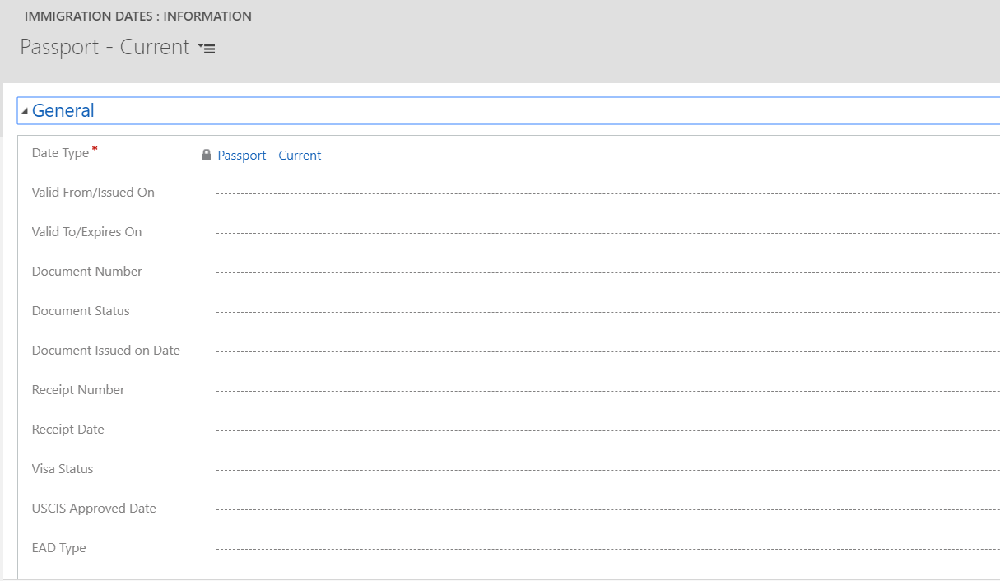 IMMIGRATION DATES : INFORMATION
Passport - Current
General
Date Type * Passport - Current
Valid From/Issued On
Valid To/Expires On
Document Number
Document Status
Document Issued on Date
Receipt Number
Receipt Date
Visa Status
USCIS Approved Date
EAD Type